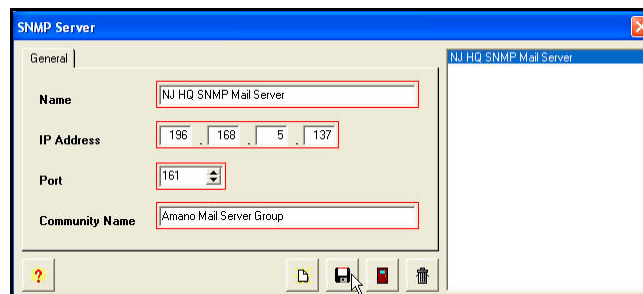 SNMP Server
General
Name
NJ HQ SNMP Mail Server
IP Address
196 . 168 . 5 . 137
Port
161
Community Name
Amano Mail Server Group
?
NJ HQ SNMP Mail Server